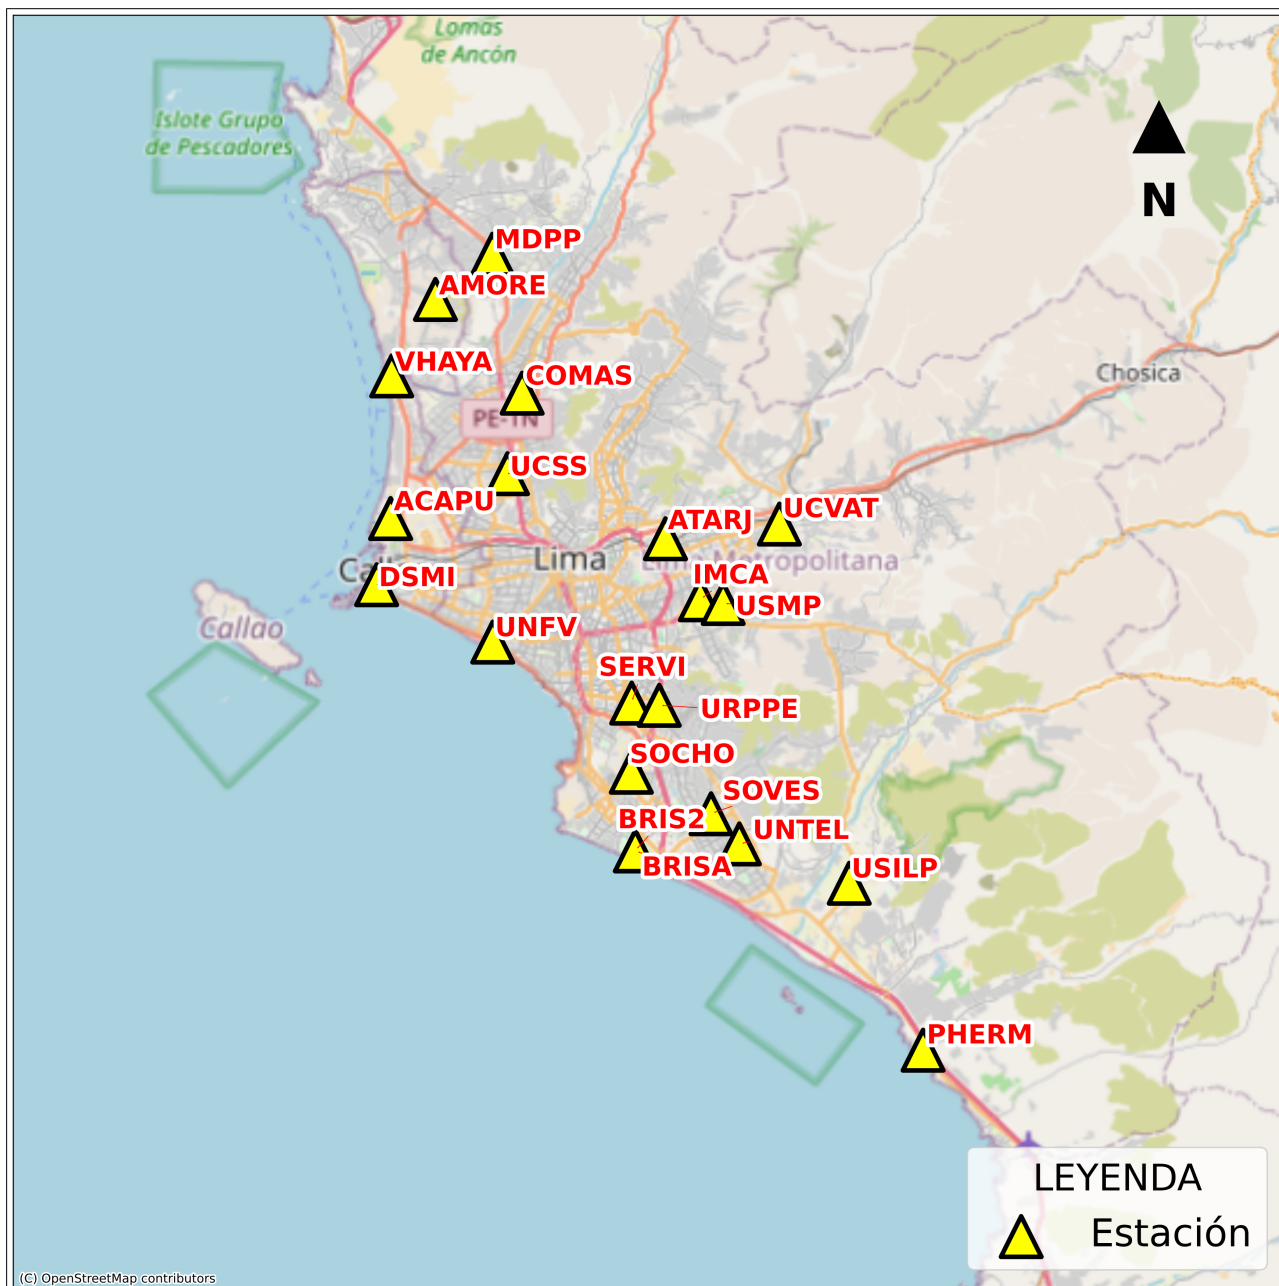 Lomas
de Ancón
Islote Grupo
de Pescadores
N
MDPP
AMORE
VHAYA
COMAS
Chosica
PE-1N
UCSS
ACAPU
UCVAT
ATARJ
Lima
Lima Metropolitana
DSMI
IMCA
USMP
Callao
UNFV
SERVI
URPPE
SOCHO
SOVES
BRIS2
UNTEL
BRISA
USILP
PHERM
LEYENDA
Estación
(C) OpenStreetMap contributors